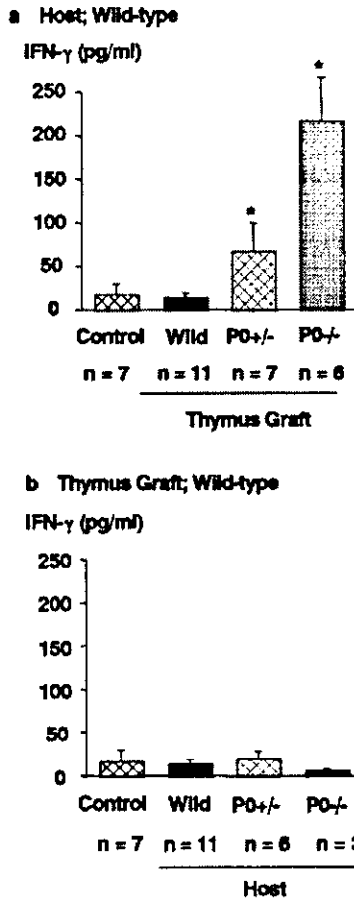 a Host; Wild-type
IFN-γ (pg/ml)
250
200
150
100
50
0
*
*
Control Wild P0+/- P0-/-
n = 7 n = 11 n = 7 n = 6
Thymus Graft
b Thymus Graft; Wild-type
IFN-γ (pg/ml)
250
200
150
100
50
0
Control Wild P0+/- P0-/-
n = 7 n = 11 n = 6 n = 3
Host